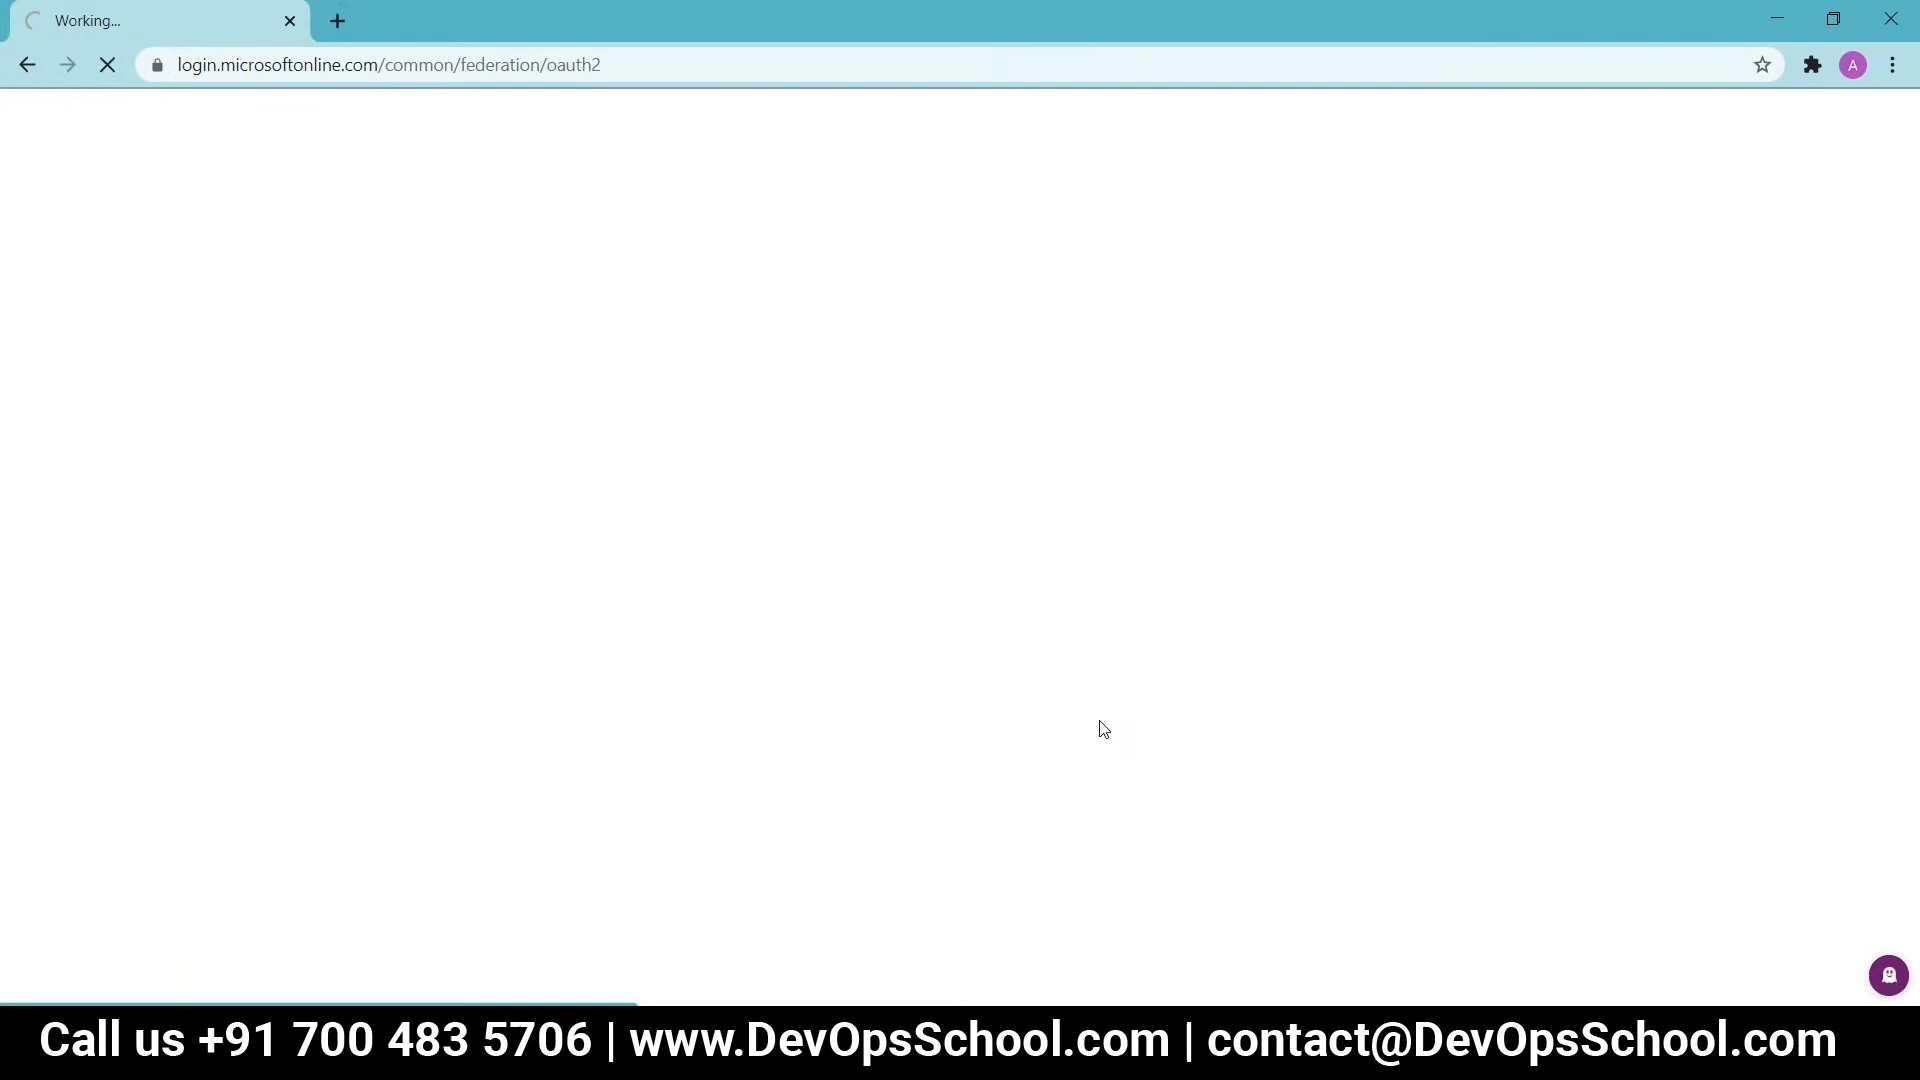 Working...
login.microsoftonline.com/common/federation/oauth2
A
Call us +91 700 483 5706 | www.DevOpsSchool.com | contact@DevOpsSchool.com